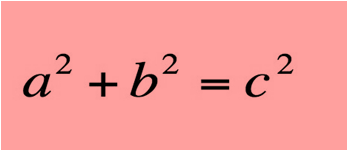 a² + b² = c²